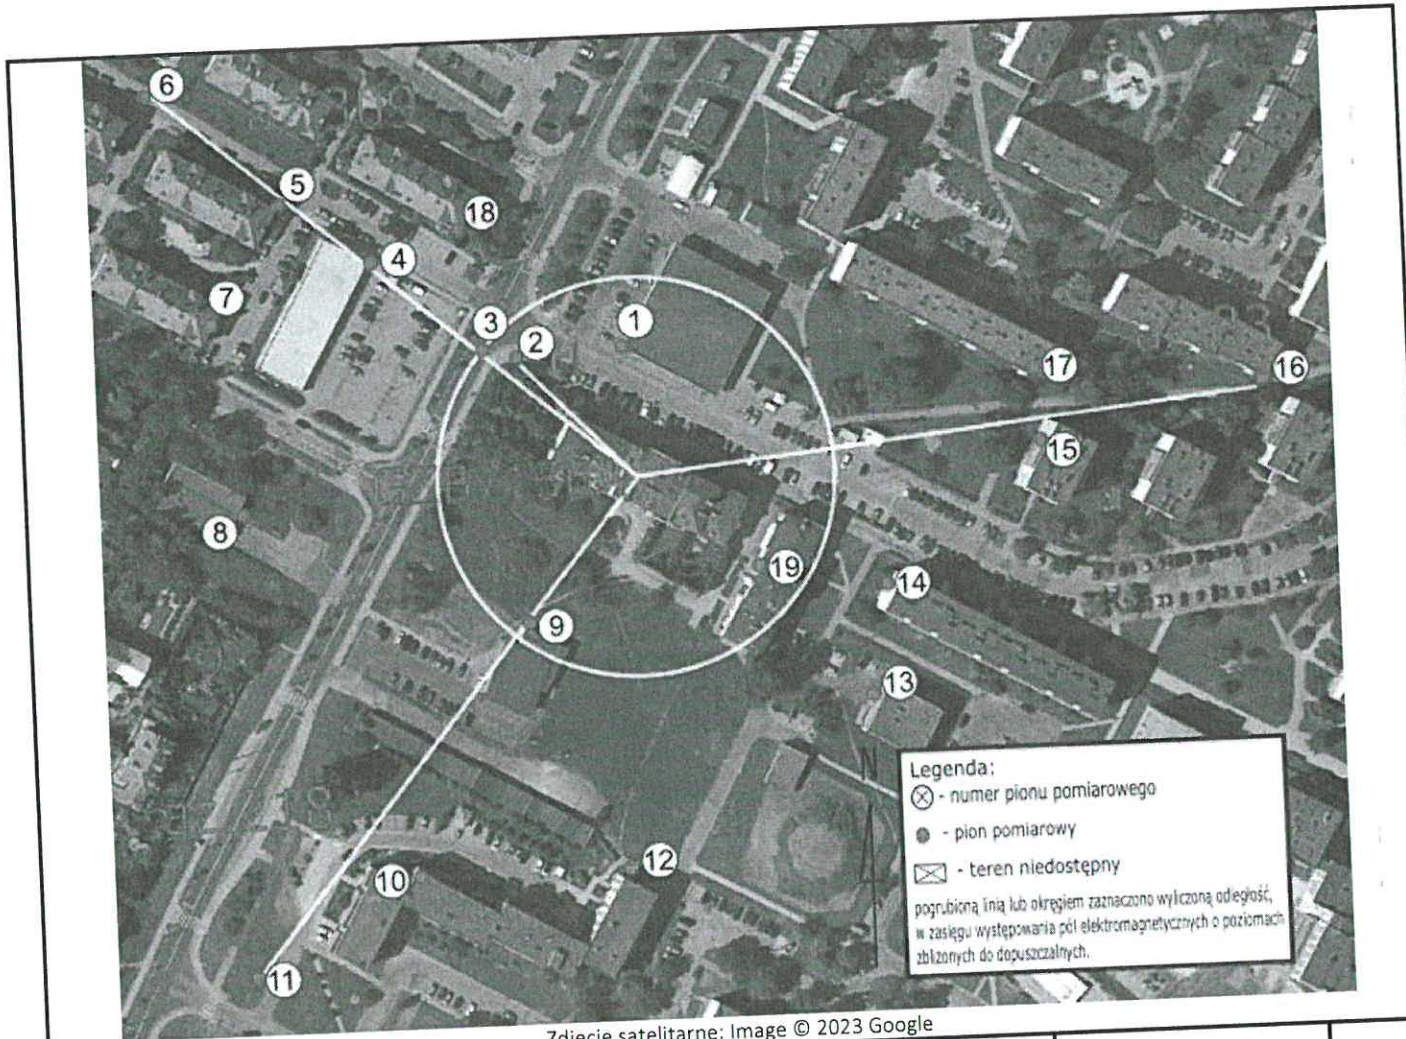 6
5
18
4
7
3
1
2
17
16
15
8
19
14
9
13
N
12
10
11
Legenda:
- numer pionu pomiarowego
- pion pomiarowy
- teren niedostępny
pogrubioną linią lub okręgiem zaznaczono wyliczoną odległość,
w zasięgu występowania pól elektromagnetycznych o poziomach
zbliżonych do dopuszczalnych.
Zdjęcie satelitarne: Image © 2023 Google